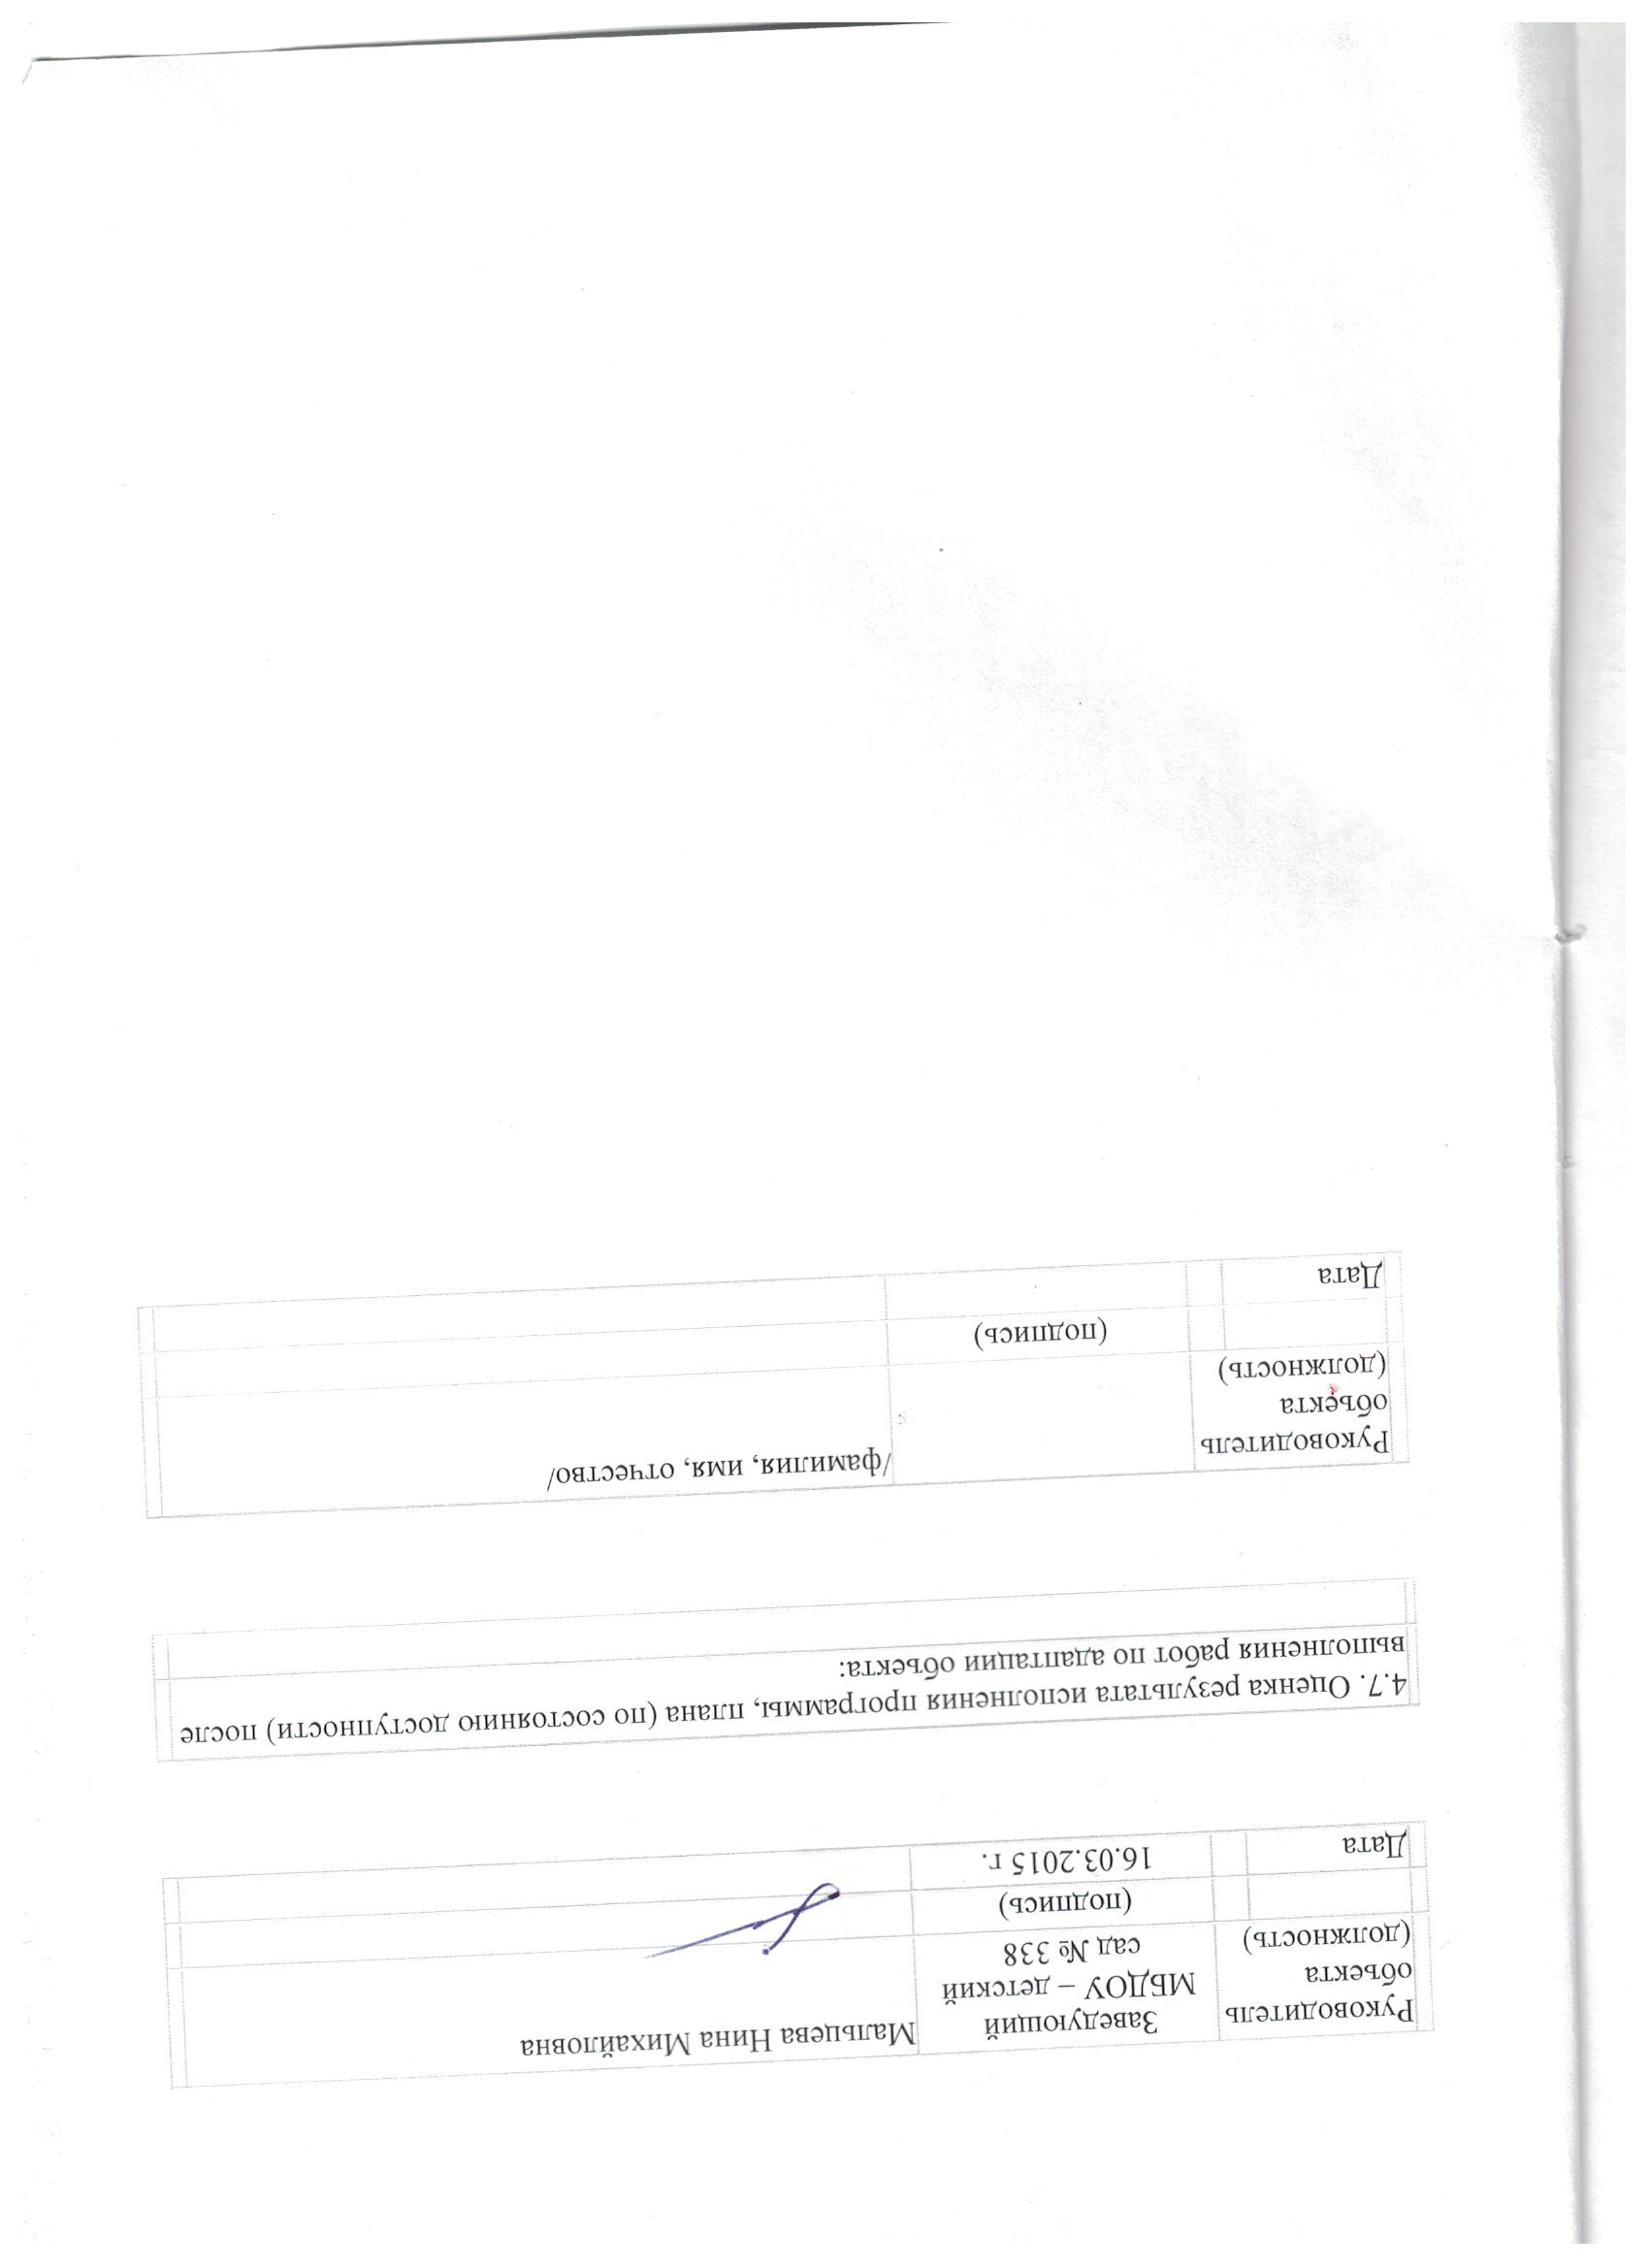 Руководитель объекта (должность) Заведующий МБДОУ – детский сад № 338 Мальцева Нина Михайловна
(подпись)
Дата 16.03.2015 г.
4.7. Оценка результата исполнения программы, плана (по состоянию доступности) после
выполнения работ по адаптации объекта:
Руководитель объекта (должность) /фамилия, имя, отчество/
(подпись)
Дата